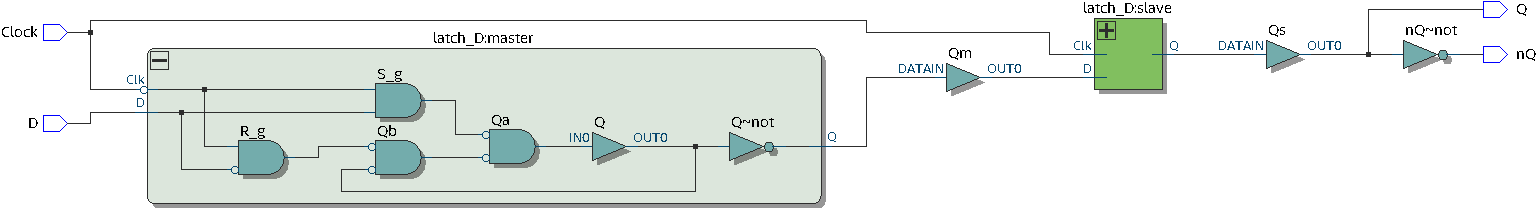 latch_D:slave
Q
Clock
latch_D:master
Clk
Q
DATAIN
Qs
OUT0
nQ~not
nQ
Qm
DATAIN
OUT0
D
Clk
S_g
D
D
R_g
Qb
Qa
IN0
Q
OUT0
Q~not
Q